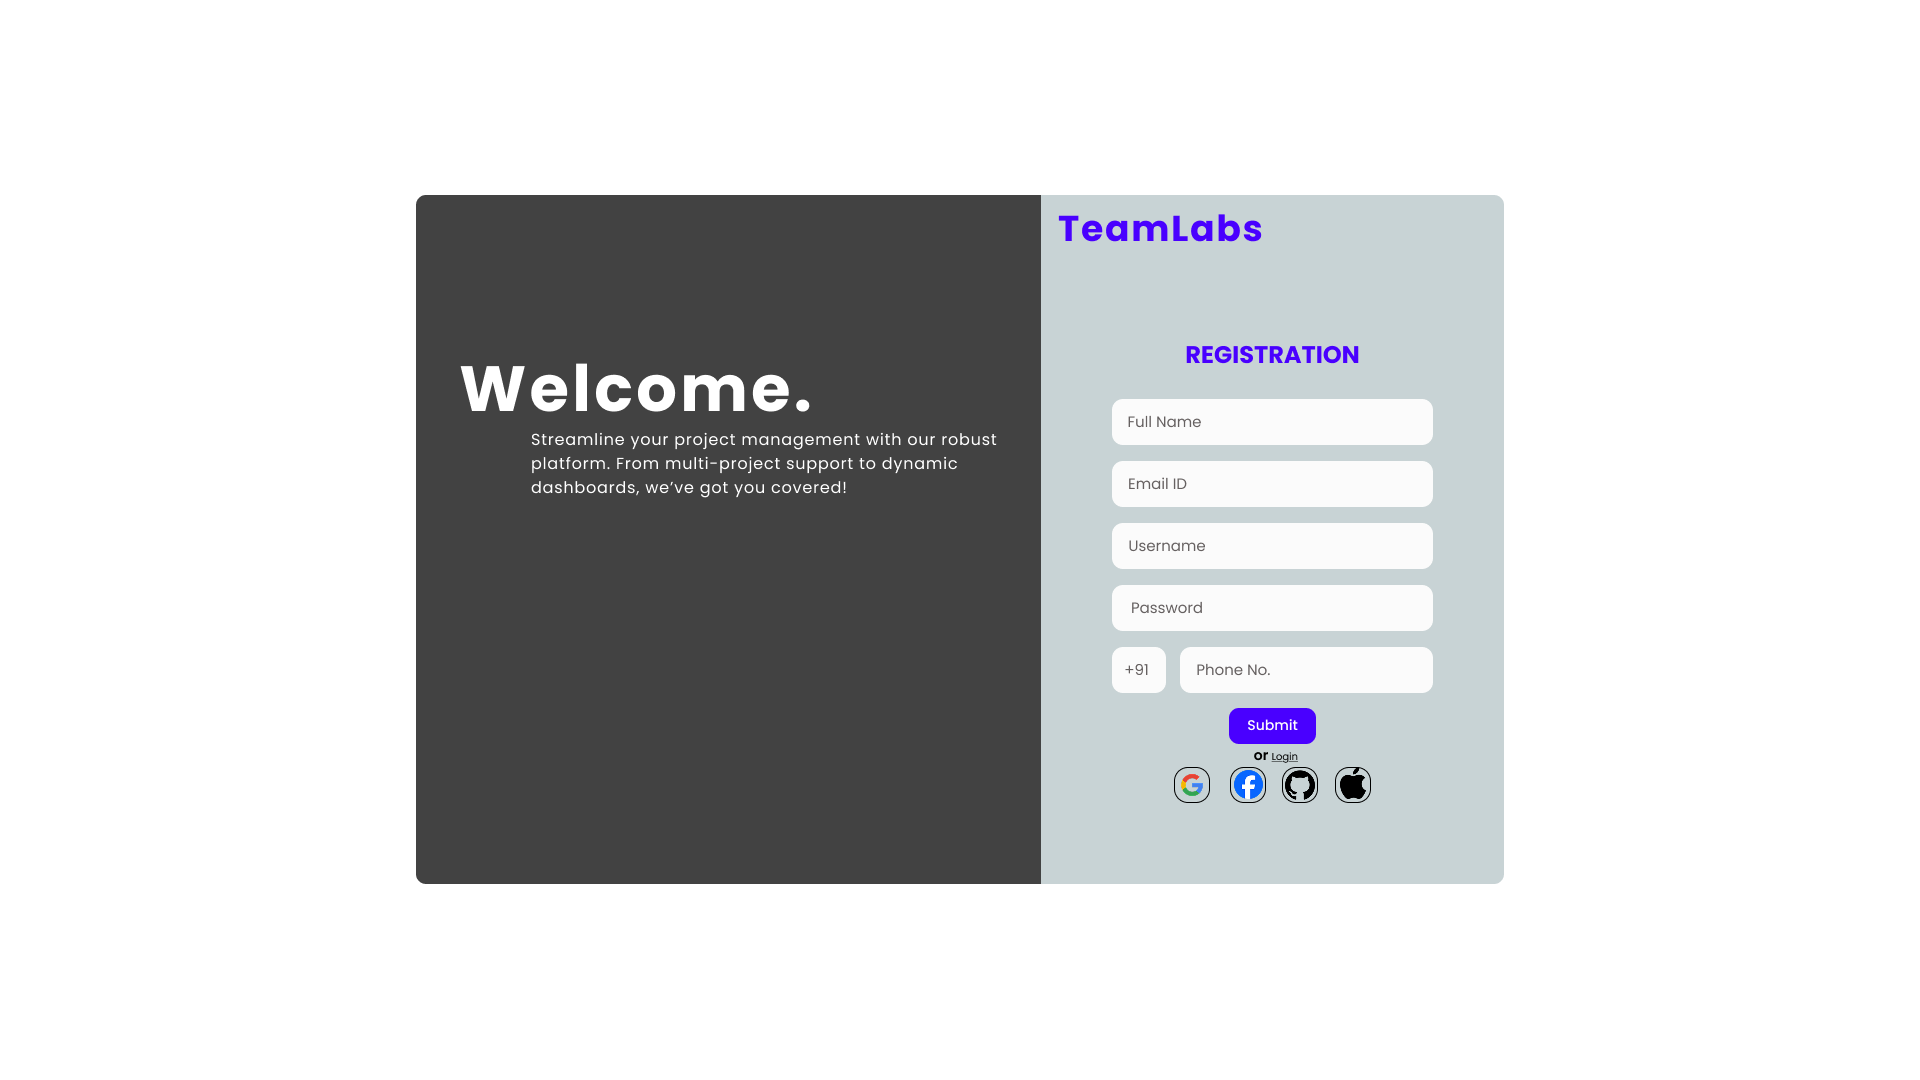 TeamLabs
Welcome.
Streamline your project management with our robust
platform. From multi-project support to dynamic
dashboards, we’ve got you covered!
REGISTRATION
Full Name
Email ID
Username
Password
+91 Phone No.
Submit
or Login